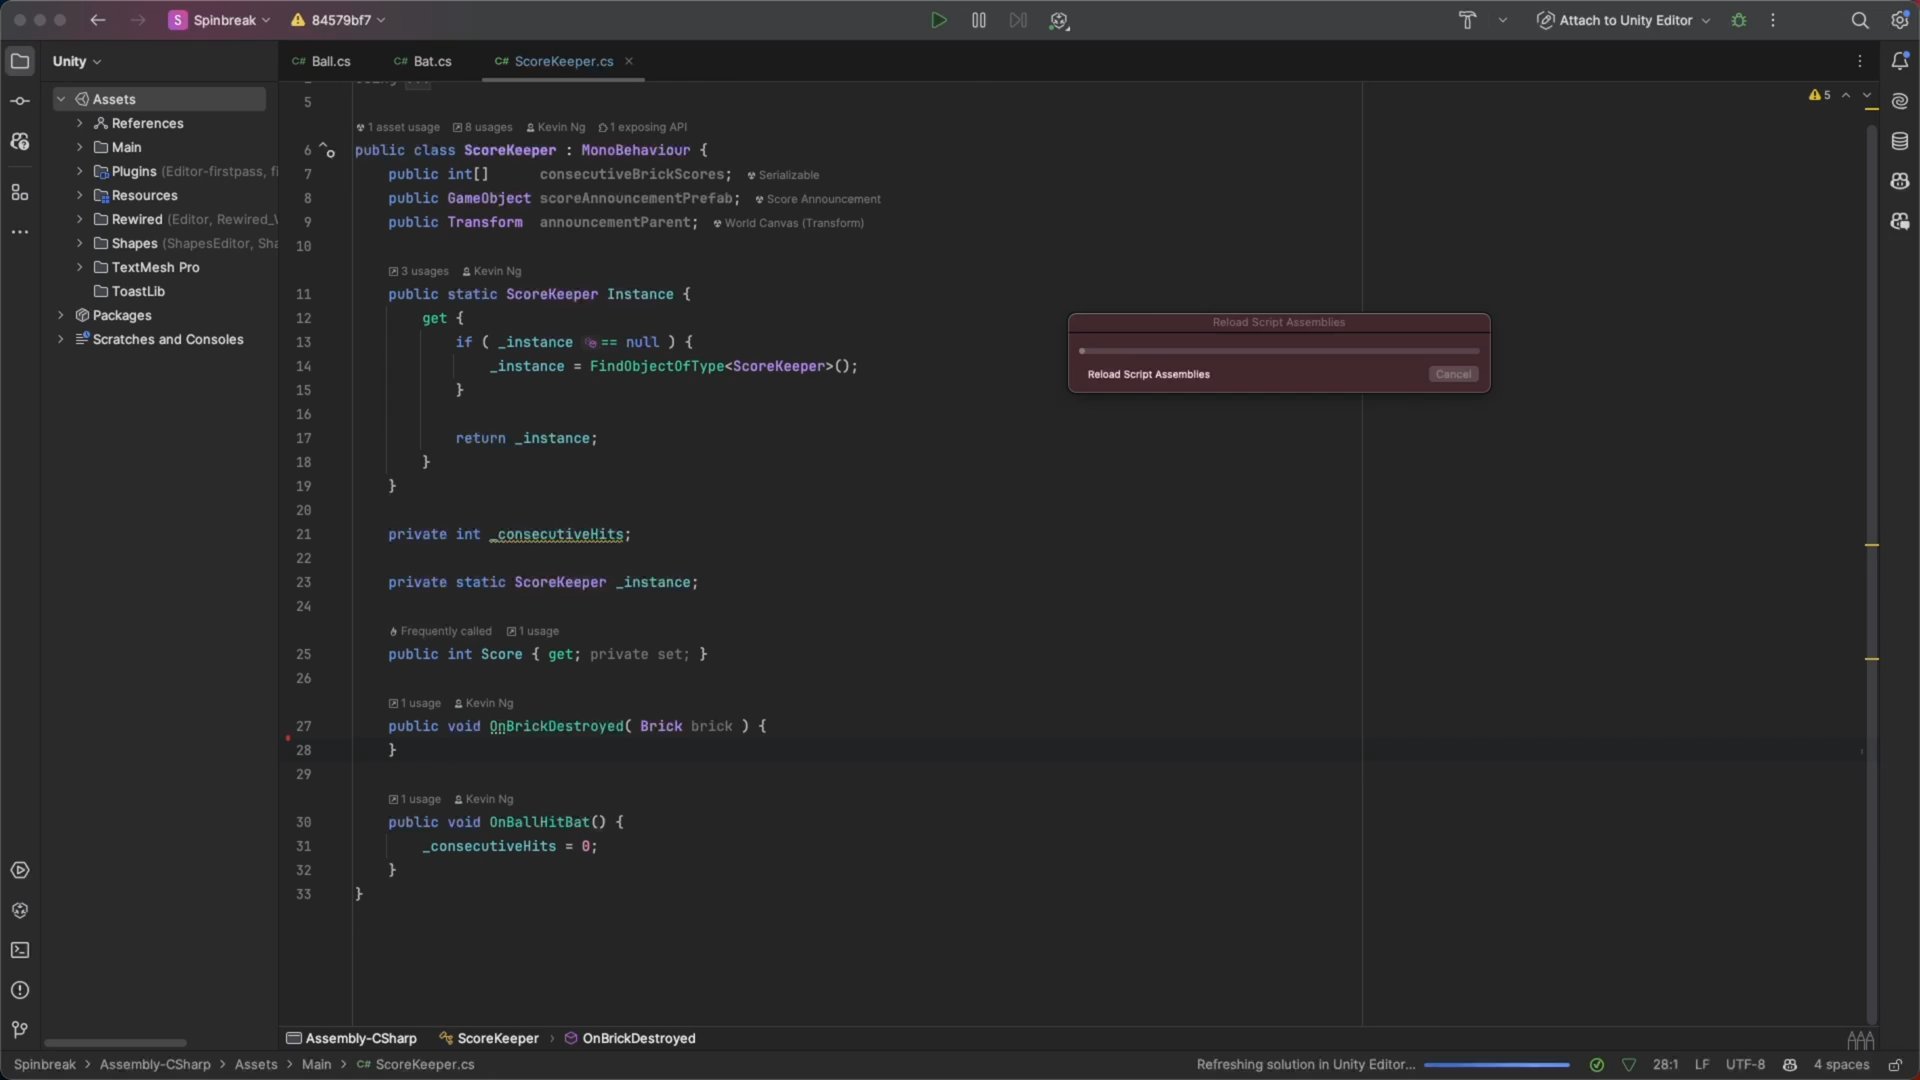 S Spinbreak 84579bf7 Attach to Unity Editor
Unity
C# Ball.cs C# Bat.cs C# ScoreKeeper.cs
Assets
References
Main
Plugins (Editor-firstpass, fi
Resources
Rewired (Editor, Rewired_V
Shapes (ShapesEditor, Sha
TextMesh Pro
ToastLib
Packages
Scratches and Consoles
5
5
1 asset usage 8 usages Kevin Ng 1 exposing API
6 public class ScoreKeeper : MonoBehaviour {
7 public int[] consecutiveBrickScores; Serializable
8 public GameObject scoreAnnouncementPrefab; Score Announcement
9 public Transform announcementParent; World Canvas (Transform)
10
3 usages Kevin Ng
11 public static ScoreKeeper Instance {
12 get {
13 if ( _instance == null ) {
14 _instance = FindObjectOfType<ScoreKeeper>();
15 }
16
17 return _instance;
18 }
19 }
20
21 private int _consecutiveHits;
22
23 private static ScoreKeeper _instance;
24
Frequently called 1 usage
25 public int Score { get; private set; }
26
1 usage Kevin Ng
27 public void OnBrickDestroyed( Brick brick ) {
28 }
29
1 usage Kevin Ng
30 public void OnBallHitBat() {
31 _consecutiveHits = 0;
32 }
33 }
Reload Script Assemblies
Reload Script Assemblies Cancel
Assembly-CSharp ScoreKeeper > OnBrickDestroyed
Spinbreak > Assembly-CSharp > Assets > Main > C# ScoreKeeper.cs Refreshing solution in Unity Editor... 28:1 LF UTF-8 4 spaces